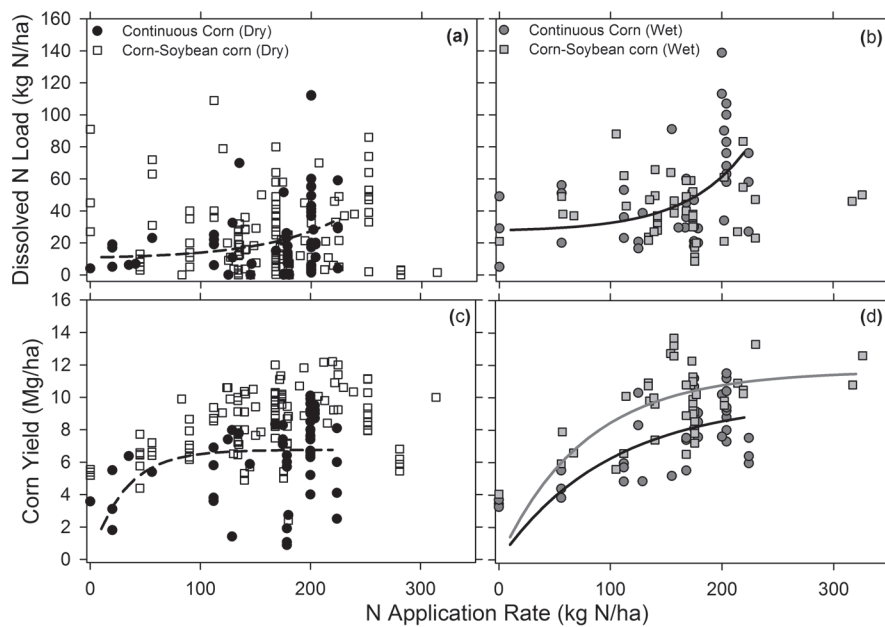 (a)
Continuous Corn (Dry)
Corn-Soybean corn (Dry)
(b)
Continuous Corn (Wet)
Corn-Soybean corn (Wet)
Dissolved N Load (kg N/ha)
160
140
120
100
80
60
40
20
0
(c)
(d)
Corn Yield (Mg/ha)
16
14
12
10
8
6
4
2
0
0 100 200 300
0 100 200 300
N Application Rate (kg N/ha)